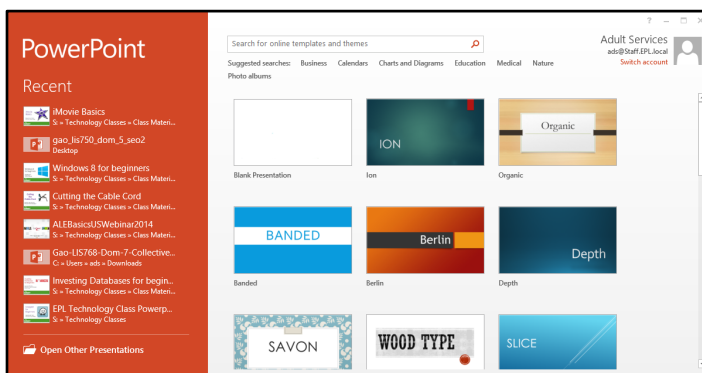 PowerPoint
Recent
iMovie Basics
S: » Technology Classes » Class Materi...
gao_lis750_dom_5_seo2
Desktop
Windows 8 for beginners
S: » Technology Classes » Class Materi...
Cutting the Cable Cord
S: » Technology Classes » Class Materi...
ALEBasicsUSWebinar2014
S: » Technology Classes » Class Materi...
Gao-LIS768-Dom-7-Collective...
C: » Users » ads » Downloads
Investing Databases for begin...
S: » Technology Classes » Class Materi...
EPL Technology Class Powerp...
S: » Technology Classes
Open Other Presentations
Search for online templates and themes
Suggested searches: Business Calendars Charts and Diagrams Education Medical Nature
Photo albums
Adult Services
ads@Staff.EPL.local
Switch account
Blank Presentation
ION
Ion
Organic
Organic
BANDED
Banded
Berlin
Berlin
Depth
Depth
SAVON
WOOD TYPE
SLICE